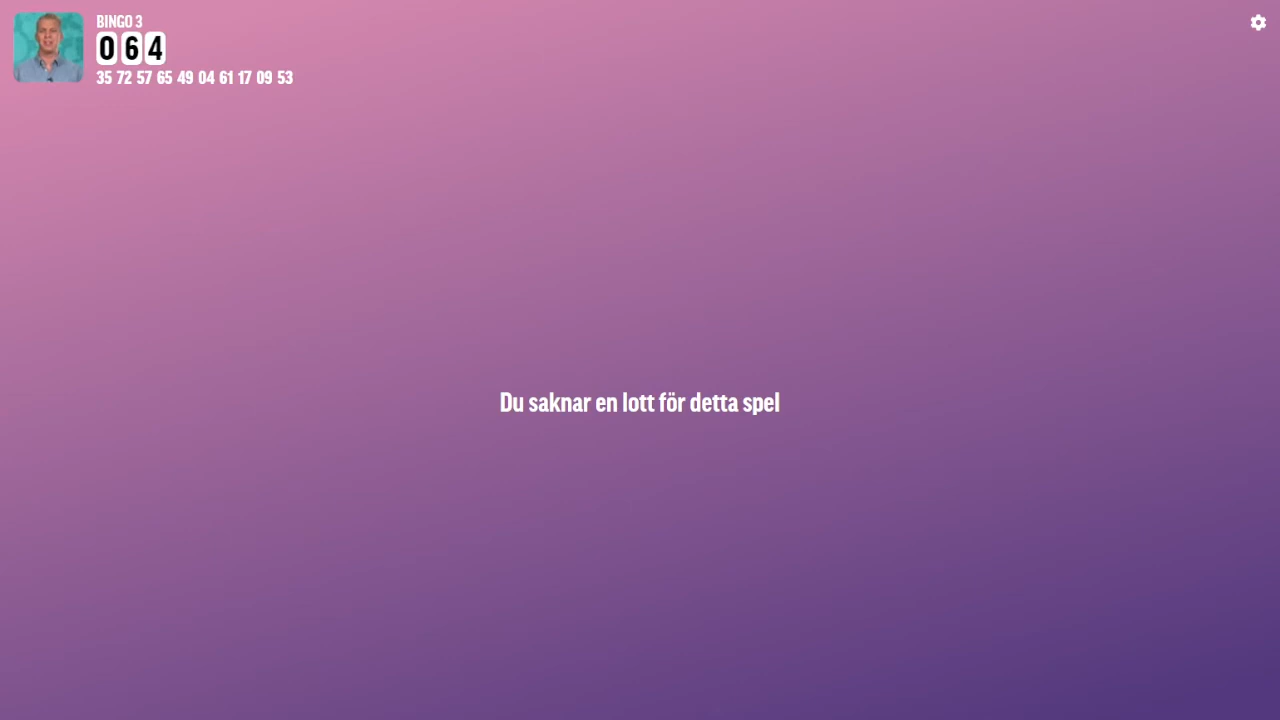 BINGO 3
064
35 72 57 65 49 04 61 17 09 53
Du saknar en lott för detta spel